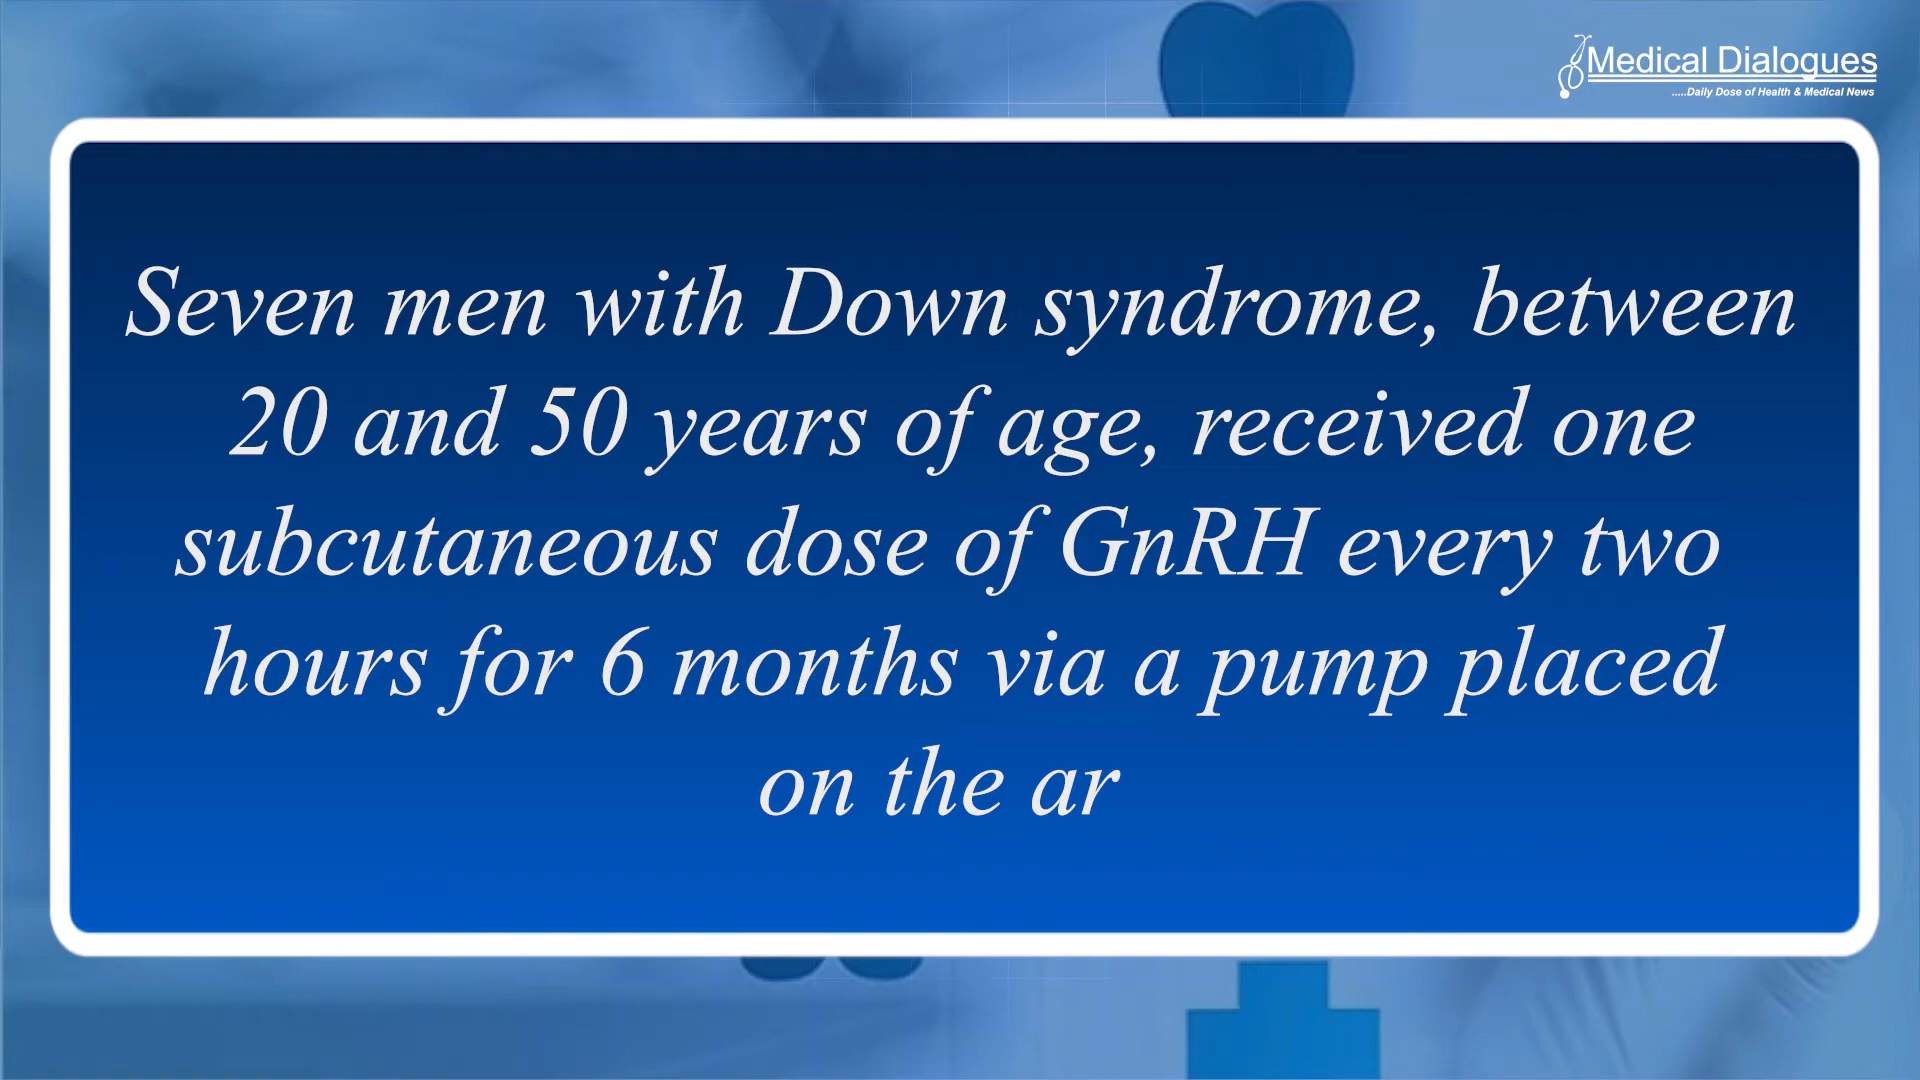 Medical Dialogues
.....Daily Dose of Health & Medical News
Seven men with Down syndrome, between
20 and 50 years of age, received one
subcutaneous dose of GnRH every two
hours for 6 months via a pump placed
on the ar